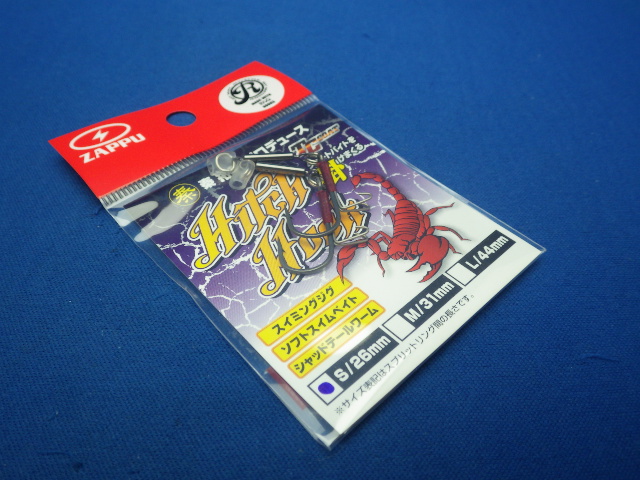 ZAPPU
R
秦
ロデュース
Hitch
Hook
スイミングジグ
ソフトスイムベイト
シャッドテールワーム
S/26mm
M/31mm
L/44mm
※サイズ表記はスプリットリング間の長さです。